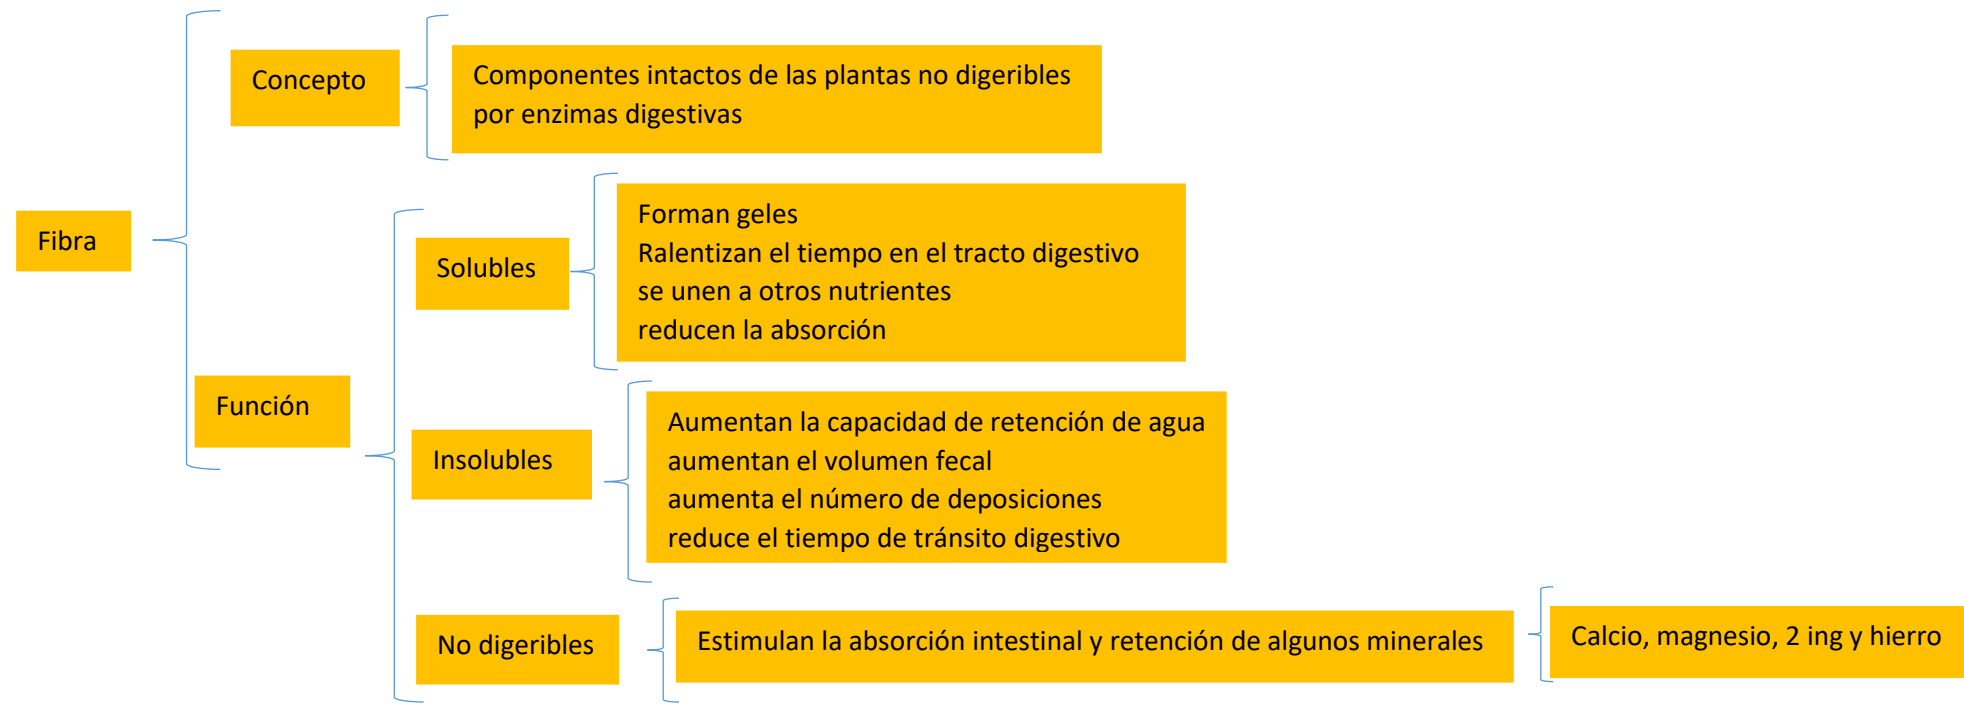 Fibra
Concepto
Componentes intactos de las plantas no digeribles
por enzimas digestivas
Función
Solubles
Forman geles
Ralentizan el tiempo en el tracto digestivo
se unen a otros nutrientes
reducen la absorción
Insolubles
Aumentan la capacidad de retención de agua
aumentan el volumen fecal
aumenta el número de deposiciones
reduce el tiempo de tránsito digestivo
No digeribles
Estimulan la absorción intestinal y retención de algunos minerales
Calcio, magnesio, 2 ing y hierro